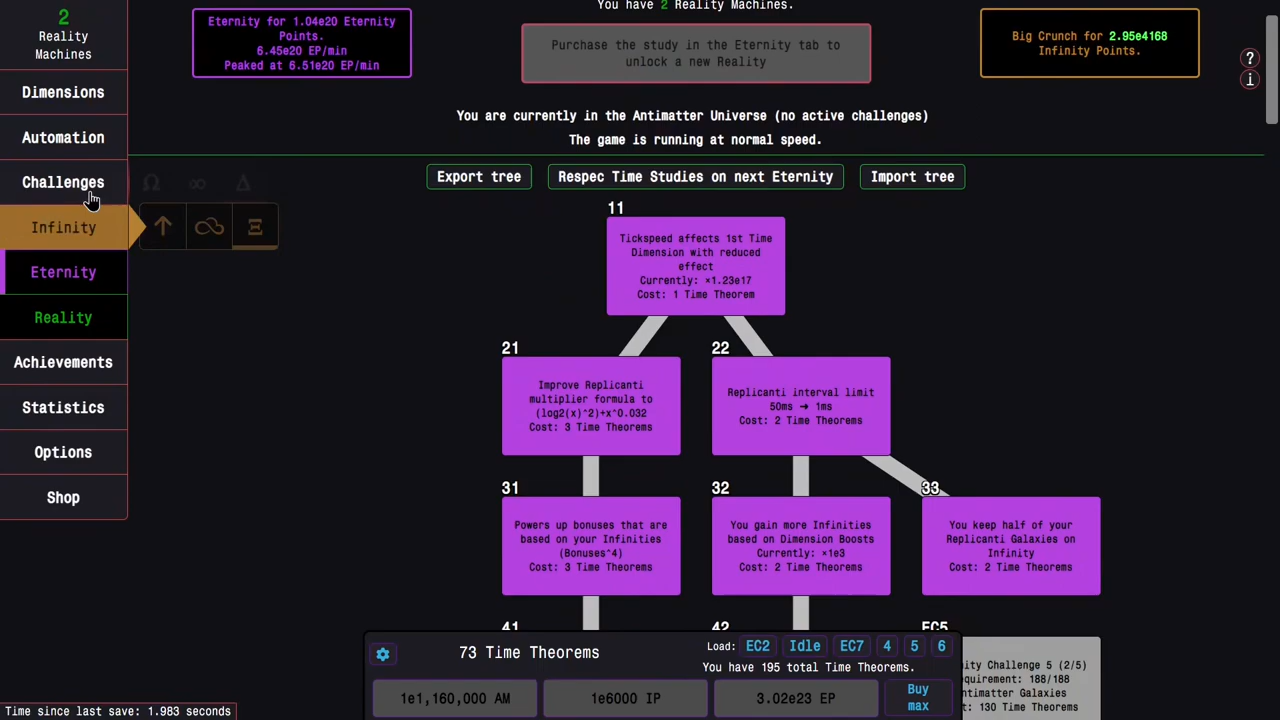 2
Reality
Machines
Dimensions
Automation
Challenges
Infinity
Eternity
Reality
Achievements
Statistics
Options
Shop
Time since last save: 1.983 seconds
Eternity for 1.04e20 Eternity
Points.
6.45e20 EP/min
Peaked at 6.51e20 EP/min
You have 2 Reality Machines.
Purchase the study in the Eternity tab to
unlock a new Reality
Big Crunch for 2.95e4168
Infinity Points.
?
i
You are currently in the Antimatter Universe (no active challenges)
The game is running at normal speed.
Ω ∞ Δ
Ξ
Export tree
Respec Time Studies on next Eternity
Import tree
11
Tickspeed affects 1st Time
Dimension with reduced
effect
Currently: ×1.23e17
Cost: 1 Time Theorem
21
Improve Replicanti
multiplier formula to
(log2(x)^2)+x^0.032
Cost: 3 Time Theorems
22
Replicanti interval limit
50ms ➜ 1ms
Cost: 2 Time Theorems
31
Powers up bonuses that are
based on your Infinities
(Bonuses^4)
Cost: 3 Time Theorems
32
You gain more Infinities
based on Dimension Boosts
Currently: ×1e3
Cost: 2 Time Theorems
33
You keep half of your
Replicanti Galaxies on
Infinity
Cost: 2 Time Theorems
41
42
EC5
ity Challenge 5 (2/5)
equirement: 188/188
ntimatter Galaxies
t: 130 Time Theorems
73 Time Theorems
Load: EC2 Idle EC7 4 5 6
You have 195 total Time Theorems.
1e1,160,000 AM
1e6000 IP
3.02e23 EP
Buy
max